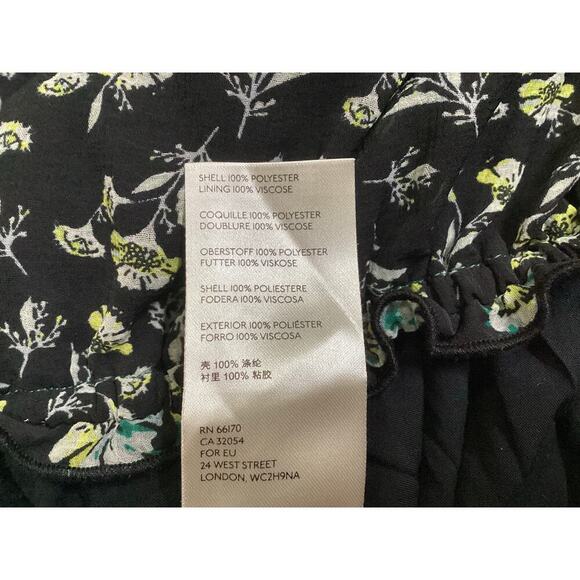 SHELL 100% POLYESTER
LINING 100% VISCOSE
COQUILLE 100% POLYESTER
DOUBLURE 100% VISCOSE
OBERSTOFF 100% POLYESTER
FUTTER 100% VISKOSE
SHELL 100% POLIESTERE
FODERA 100% VISCOSA
EXTERIOR 100% POLIÉSTER
FORRO 100% VISCOSA
壳 100% 涤纶
衬里 100% 粘胶
RN 66170
CA 32054
FOR EU
24 WEST STREET
LONDON, WC2H9NA